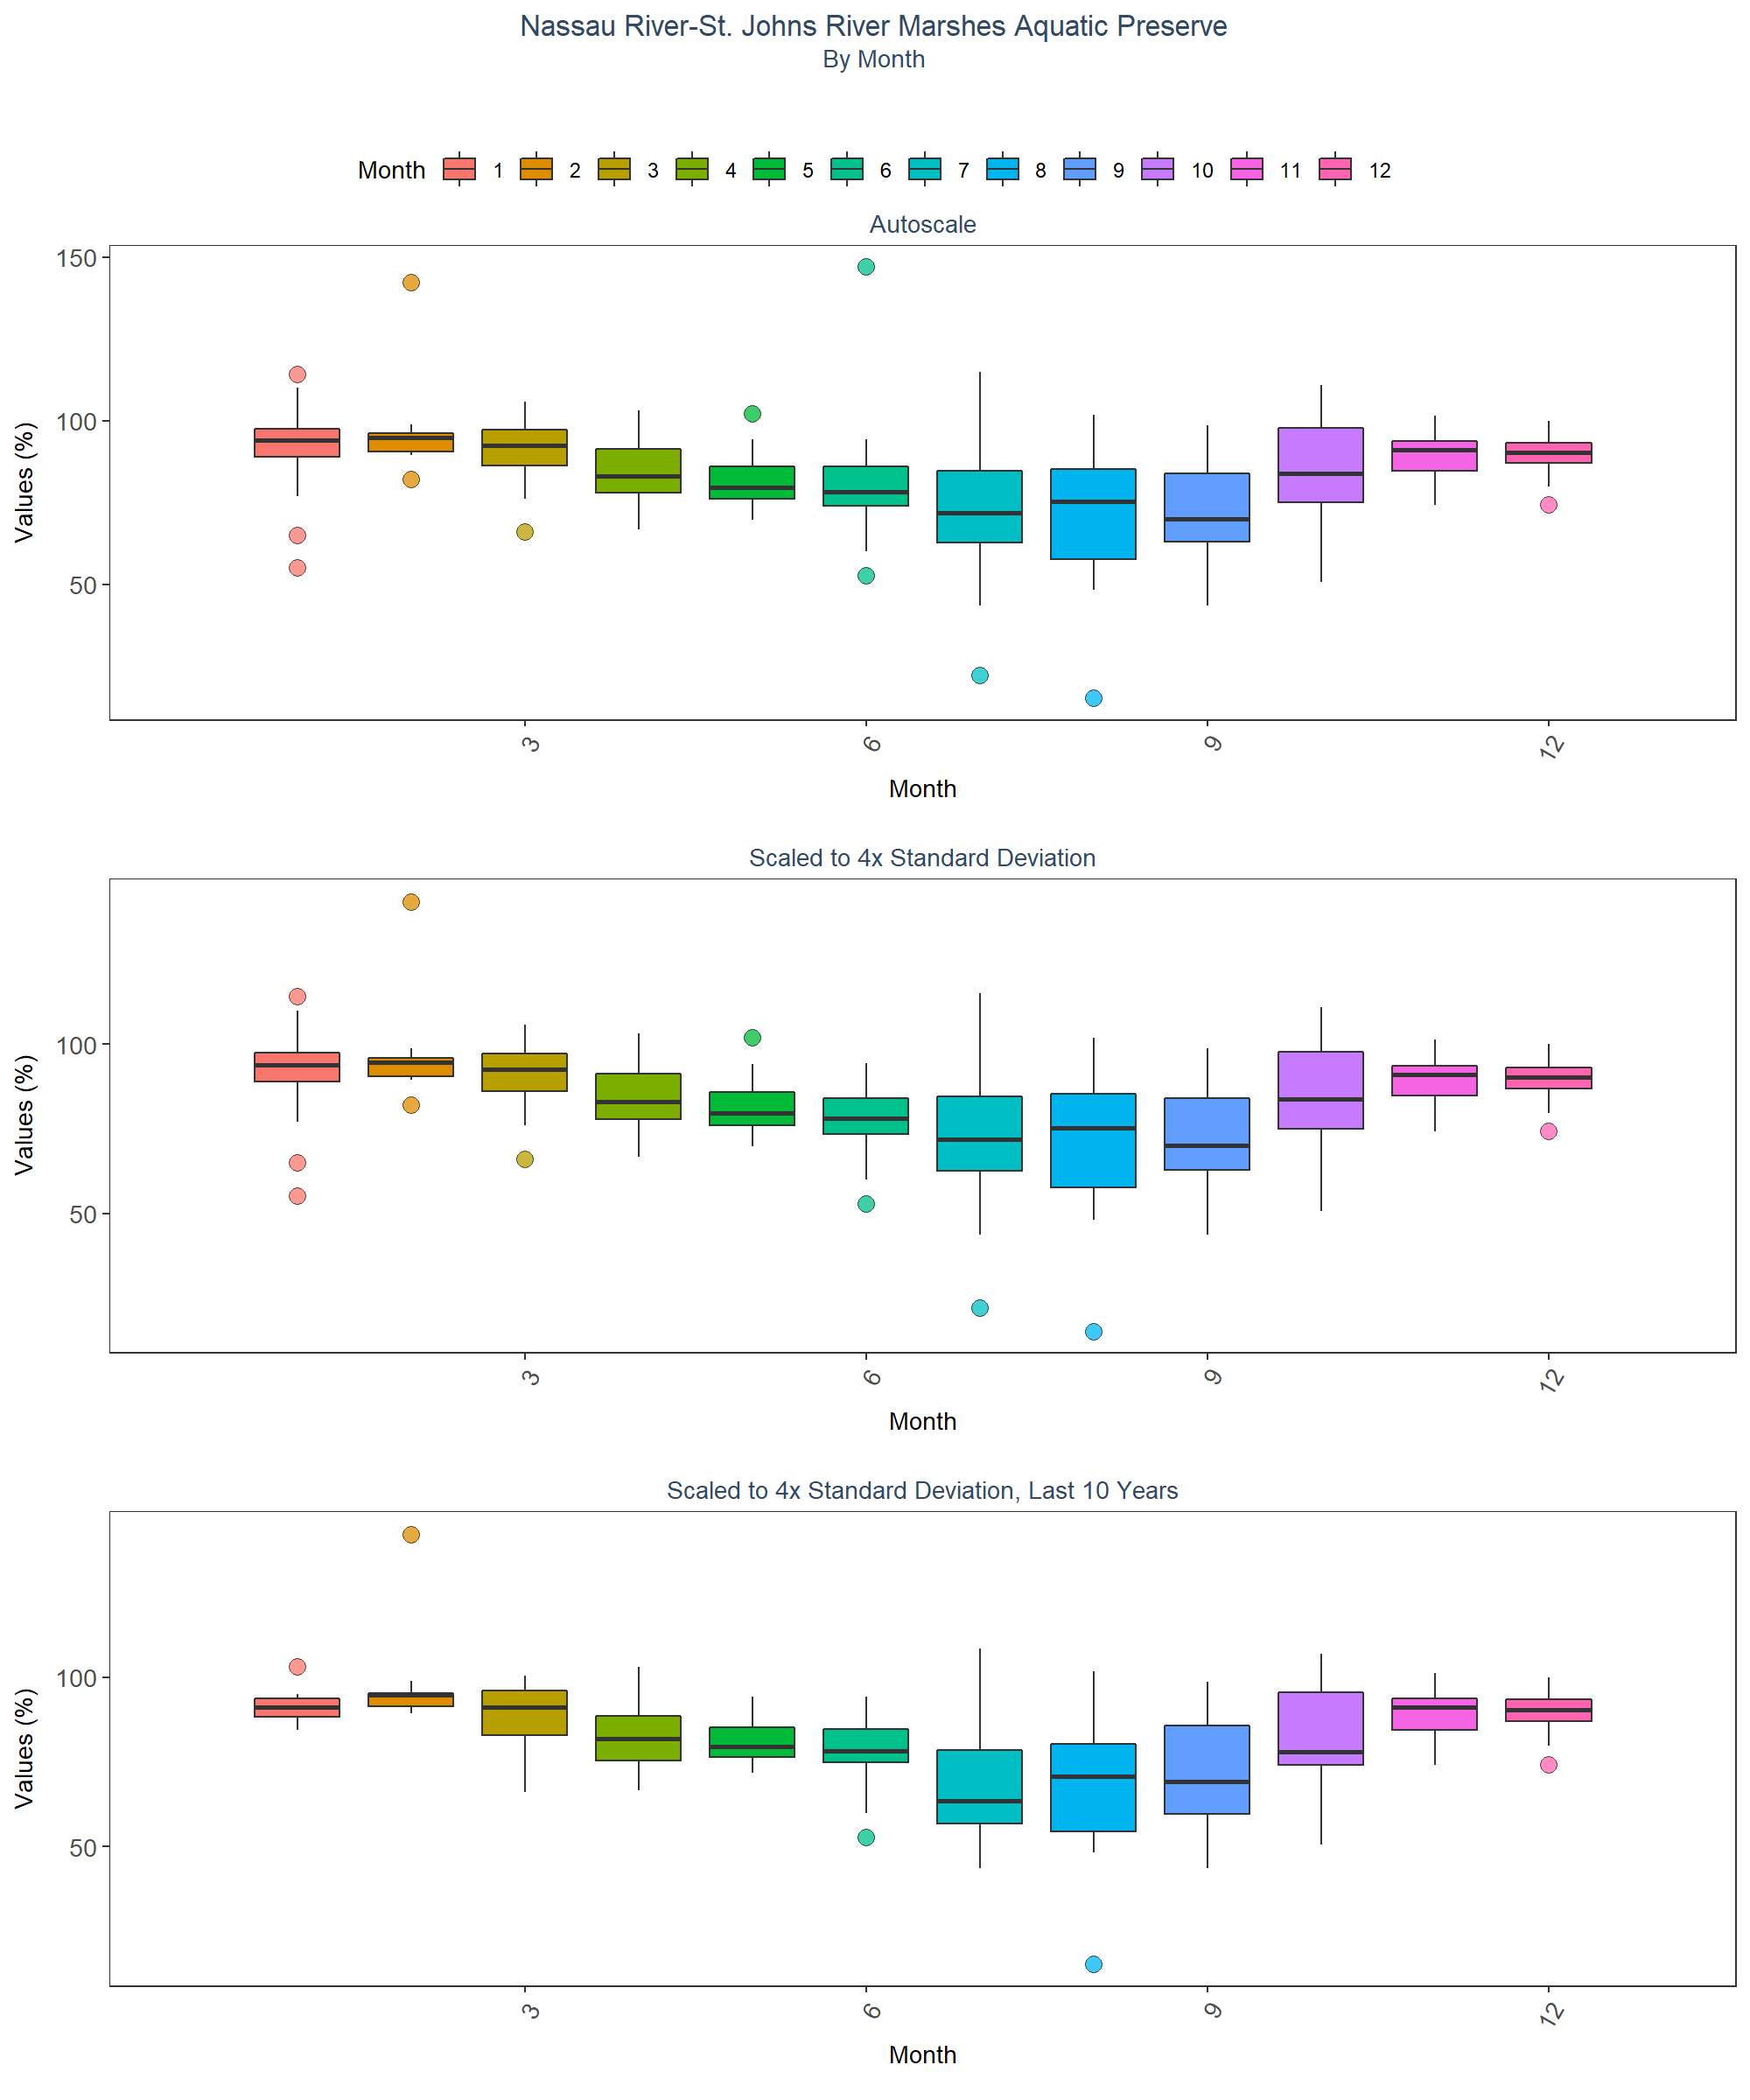 Nassau River-St. Johns River Marshes Aquatic Preserve
By Month
Month 1 2 3 4 5 6 7 8 9 10 11 12
Autoscale
Values (%)
150
100
50
3 6 9 12
Month
Scaled to 4x Standard Deviation
Values (%)
100
50
3 6 9 12
Month
Scaled to 4x Standard Deviation, Last 10 Years
Values (%)
100
50
3 6 9 12
Month